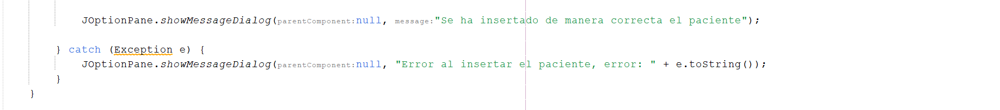 JOptionPane.showMessageDialog(parentComponent:null, message:"Se ha insertado de manera correcta el paciente");
} catch (Exception e) {
JOptionPane.showMessageDialog(parentComponent:null, "Error al insertar el paciente, error: " + e.toString());
}
}